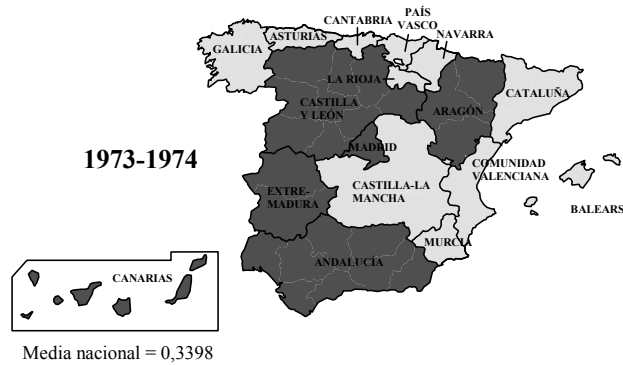 CANTABRIA
PAÍS
VASCO
NAVARRA
ASTURIAS
GALICIA
LA RIOJA
CATALUÑA
CASTILLA
Y LEÓN
ARAGÓN
MADRID
1973-1974
COMUNIDAD
VALENCIANA
EXTRE-
MADURA
CASTILLA-LA
MANCHA
BALEARS
MURCIA
ANDALUCÍA
CANARIAS
Media nacional = 0,3398